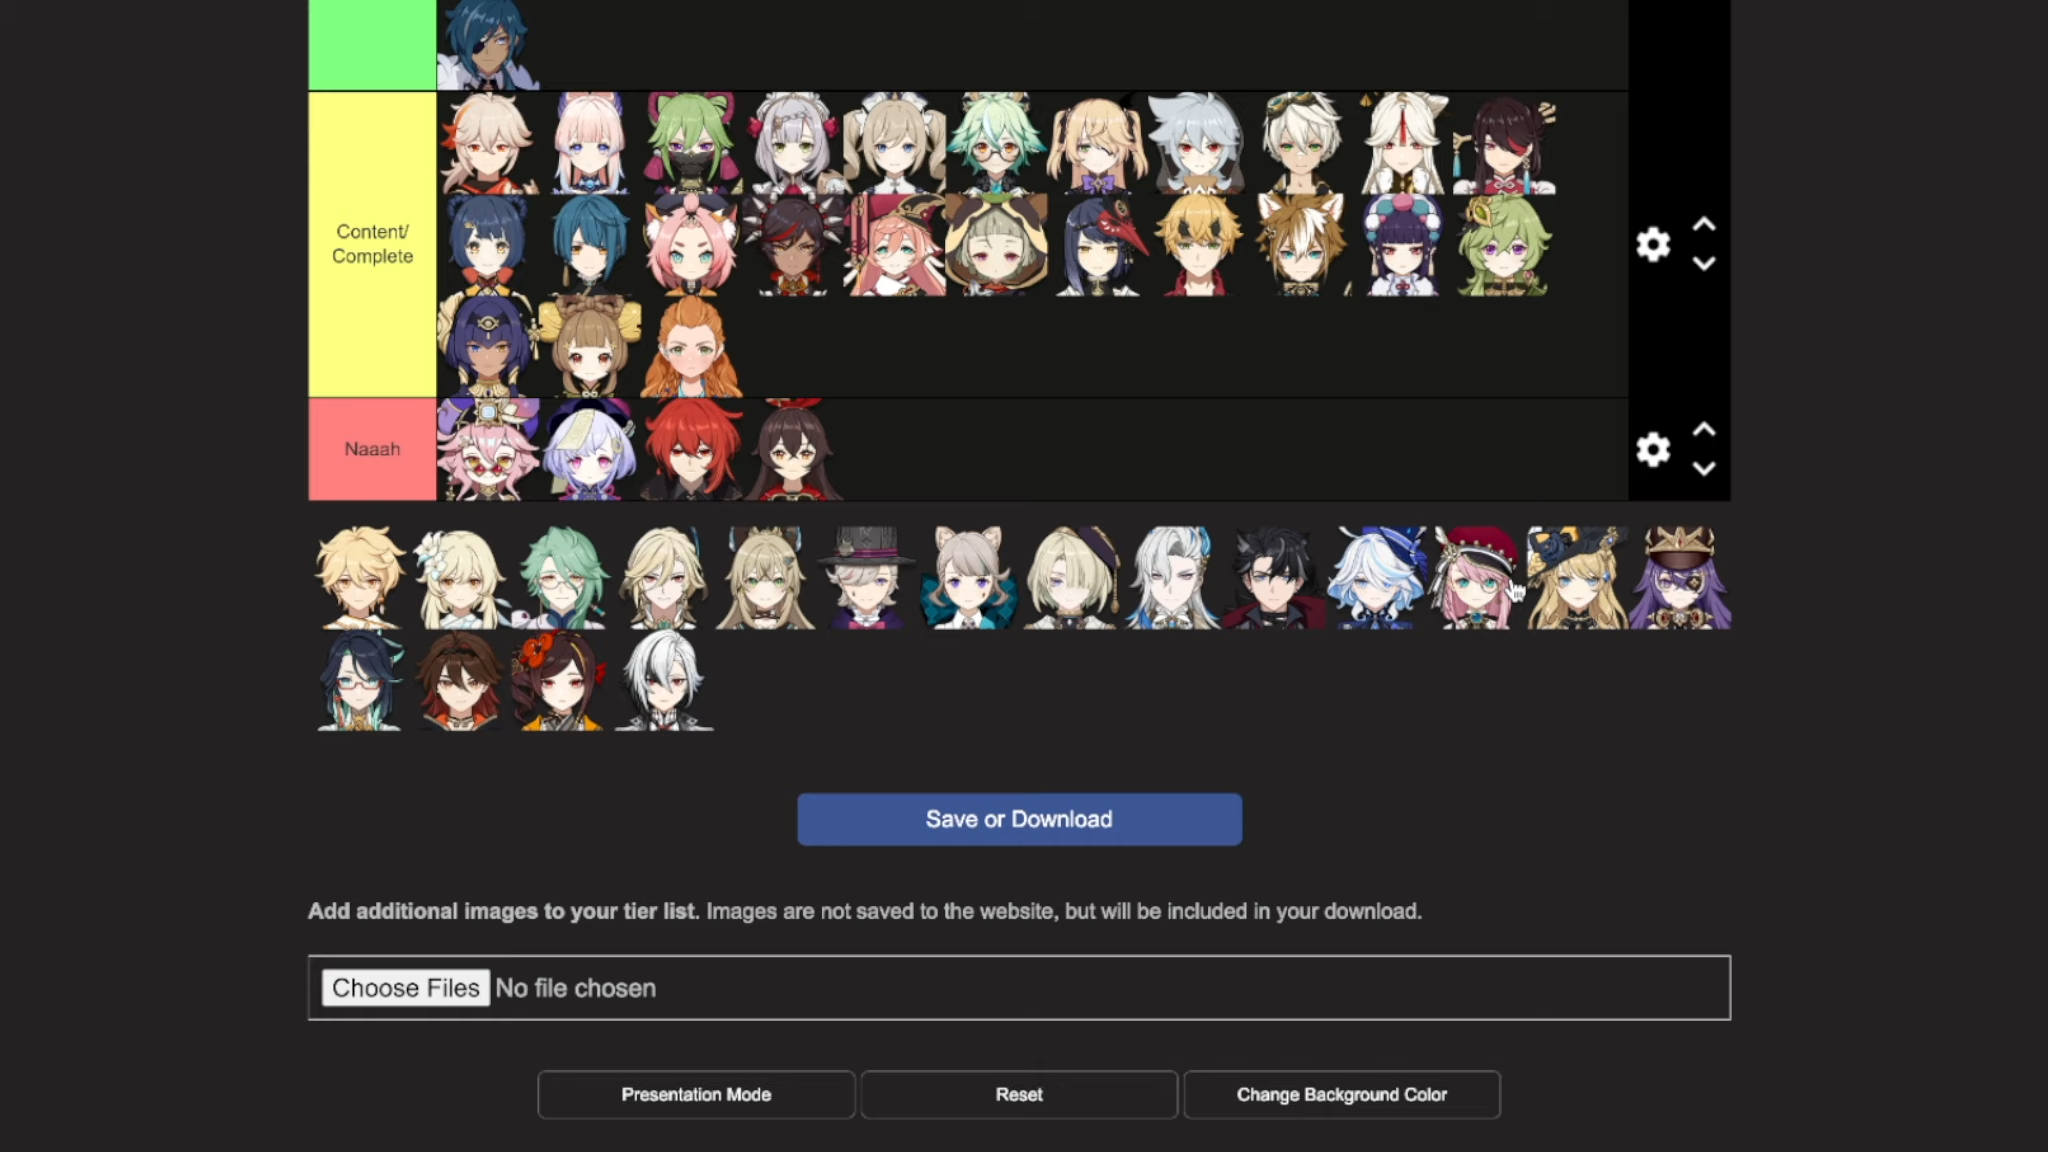 Content/
Complete
Naaah
Save or Download
Add additional images to your tier list. Images are not saved to the website, but will be included in your download.
Choose Files No file chosen
Presentation Mode
Reset
Change Background Color